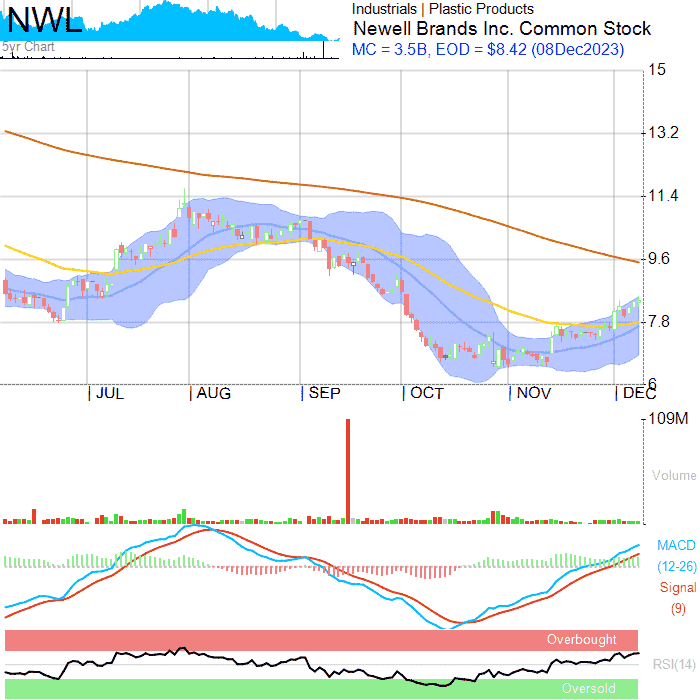 NWL
5yr Chart
Industrials | Plastic Products
Newell Brands Inc. Common Stock
MC = 3.5B, EOD = $8.42 (08Dec2023)
15
13.2
11.4
9.6
7.8
6
JUL AUG SEP OCT NOV DEC
109M
Volume
MACD
(12-26)
Signal
(9)
Overbought
RSI(14)
Oversold